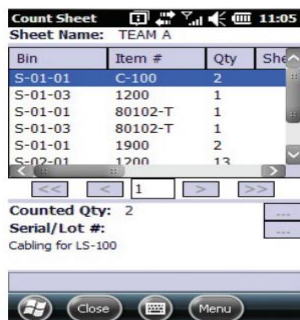 Count Sheet 11:05
Sheet Name: TEAM A
Bin Item # Qty She
S-01-01 C-100 2
S-01-03 1200 1
S-01-01 80102-T 1
S-01-03 80102-T 1
S-01-01 1900 2
S-02-01 1200 13
<< < 1 > >>
Counted Qty: 2 ...
Serial/Lot #: ...
Cabling for LS-100
Close Menu